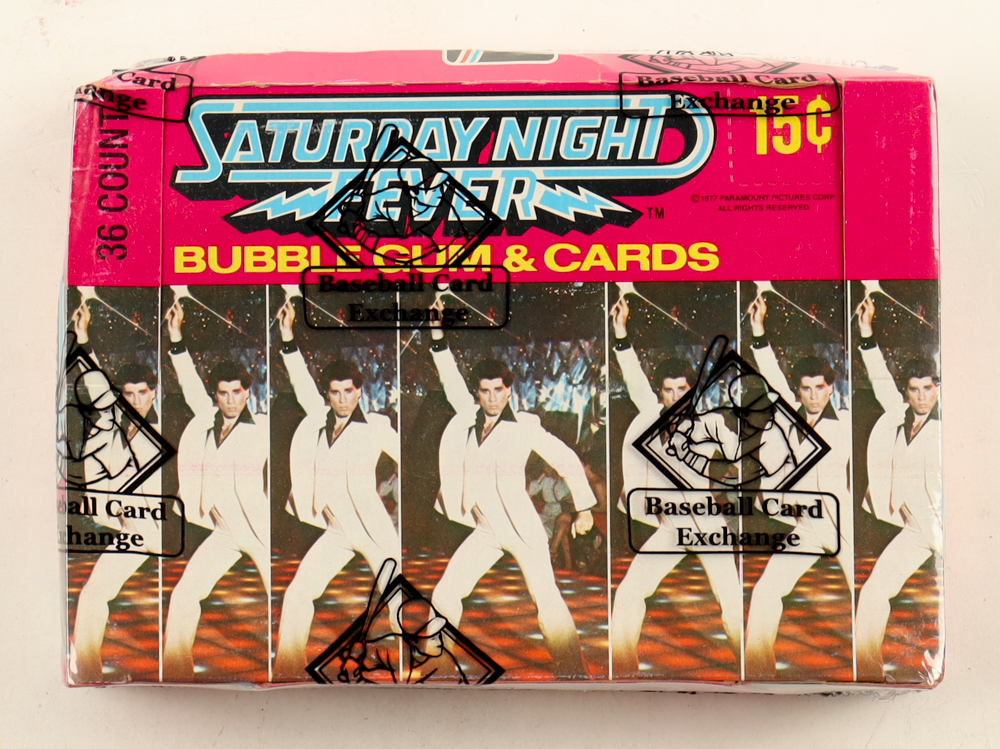 Card
ange
Baseball Card
Exchange
36 COUNT
SATURDAY NIGHT
FEVER
TM
15¢
© 1977 PARAMOUNT PICTURES CORP.
ALL RIGHTS RESERVED
BUBBLE GUM & CARDS
Baseball Card
Exchange
all Card
hange
Baseball Card
Exchange